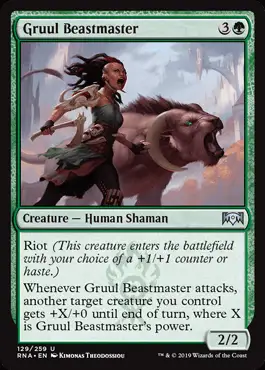 Gruul Beastmaster 3
Creature — Human Shaman
Riot (This creature enters the battlefield
with your choice of a +1/+1 counter or
haste.)
Whenever Gruul Beastmaster attacks,
another target creature you control
gets +X/+0 until end of turn, where X
is Gruul Beastmaster's power.
2/2
129/259 U
RNA • EN KIMONAS THEODOSSIOU
™ & © 2019 Wizards of the Coast